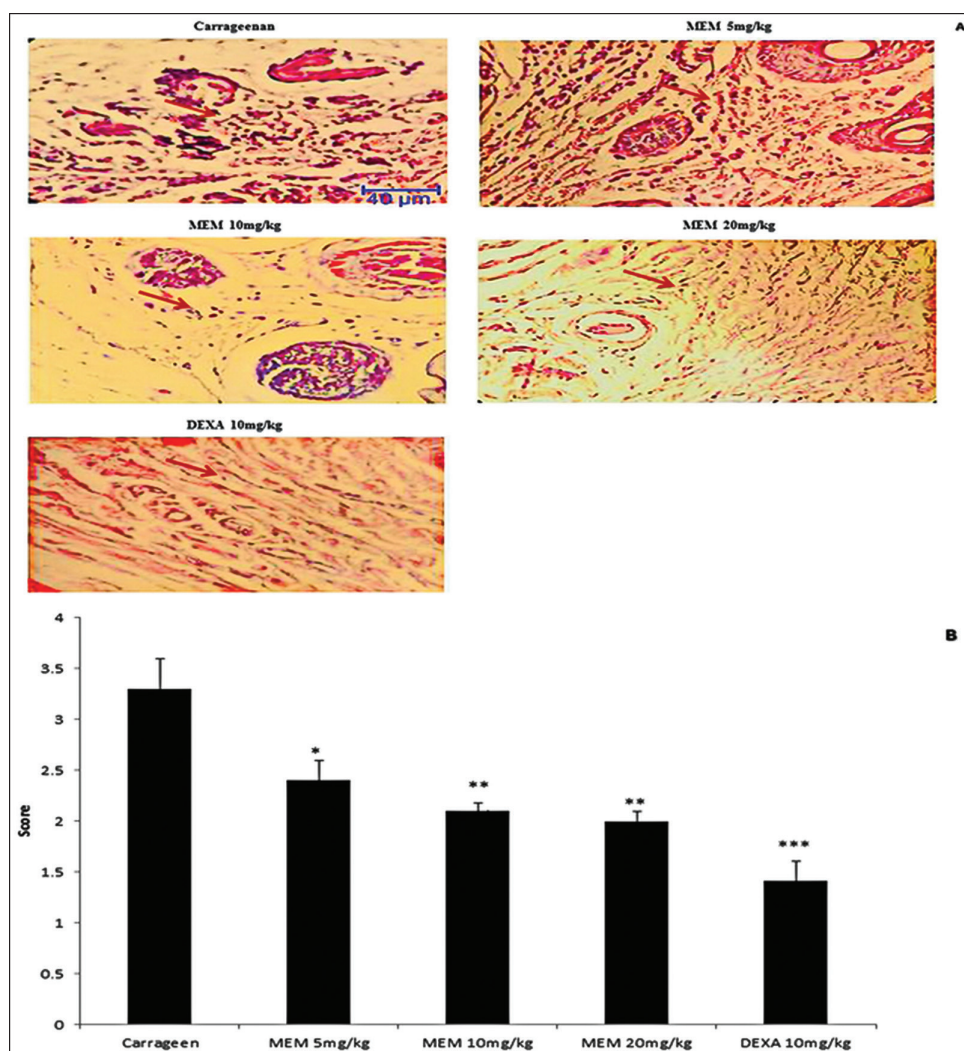 Carrageenan
MEM 5mg/kg
A
40 µm
MEM 10mg/kg
MEM 20mg/kg
DEXA 10mg/kg
B
4
3.5
3
2.5
2
1.5
1
0.5
0
Score
*
**
**
***
Carrageen
MEM 5mg/kg
MEM 10mg/kg
MEM 20mg/kg
DEXA 10mg/kg